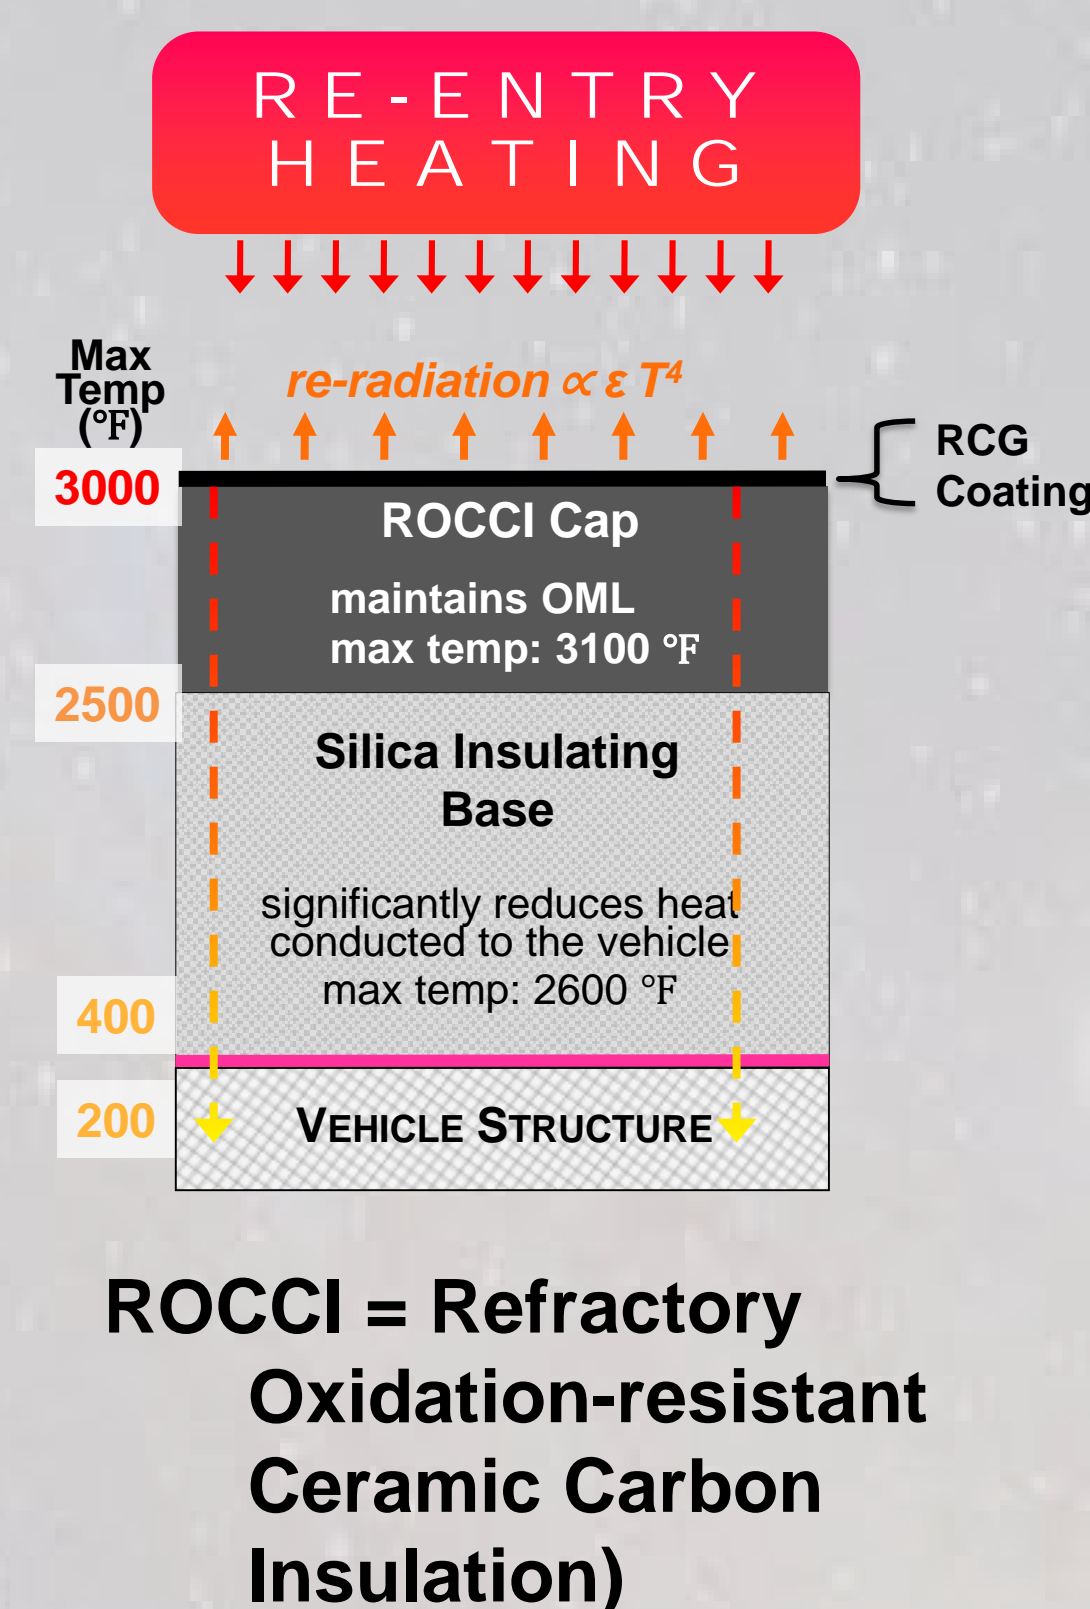 RE-ENTRY
HEATING
Max
Temp
(°F)
re-radiation ∝ ε T⁴
RCG
Coating
3000
ROCCI Cap
maintains OML
max temp: 3100 °F
2500
Silica Insulating
Base
significantly reduces heat
conducted to the vehicle
max temp: 2600 °F
400
200
VEHICLE STRUCTURE
ROCCI = Refractory
Oxidation-resistant
Ceramic Carbon
Insulation)